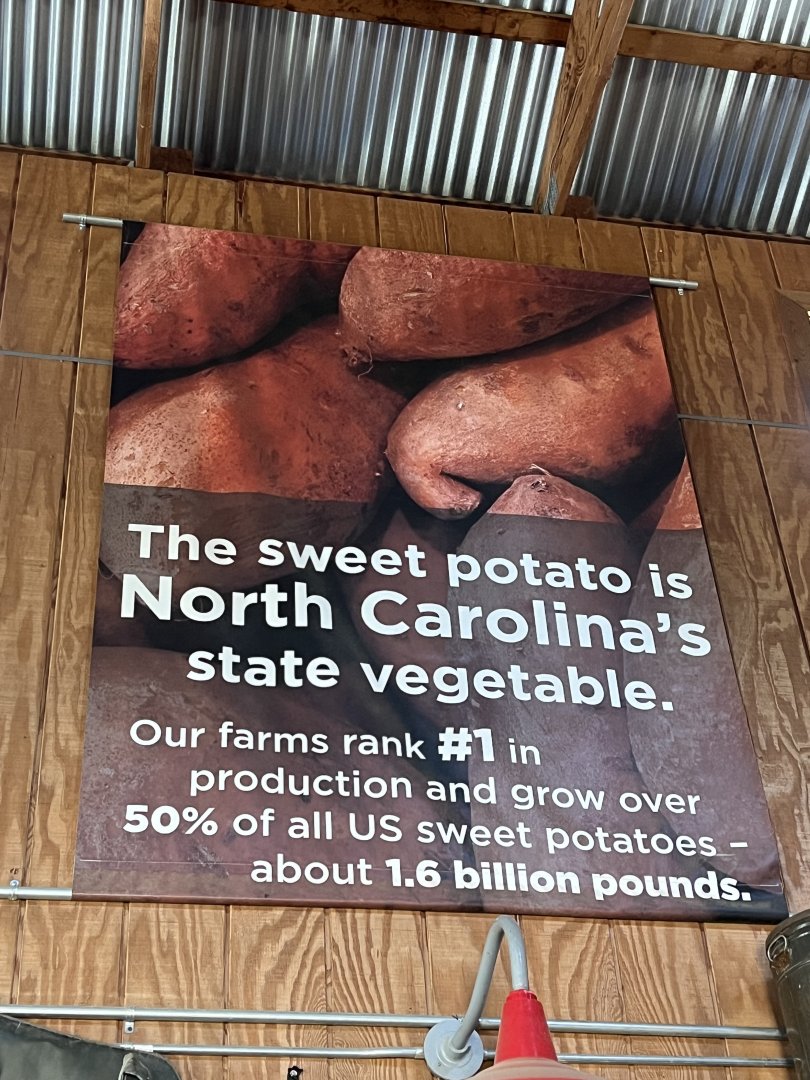 The sweet potato is
North Carolina's
state vegetable.
Our farms rank #1 in
production and grow over
50% of all US sweet potatoes –
about 1.6 billion pounds.